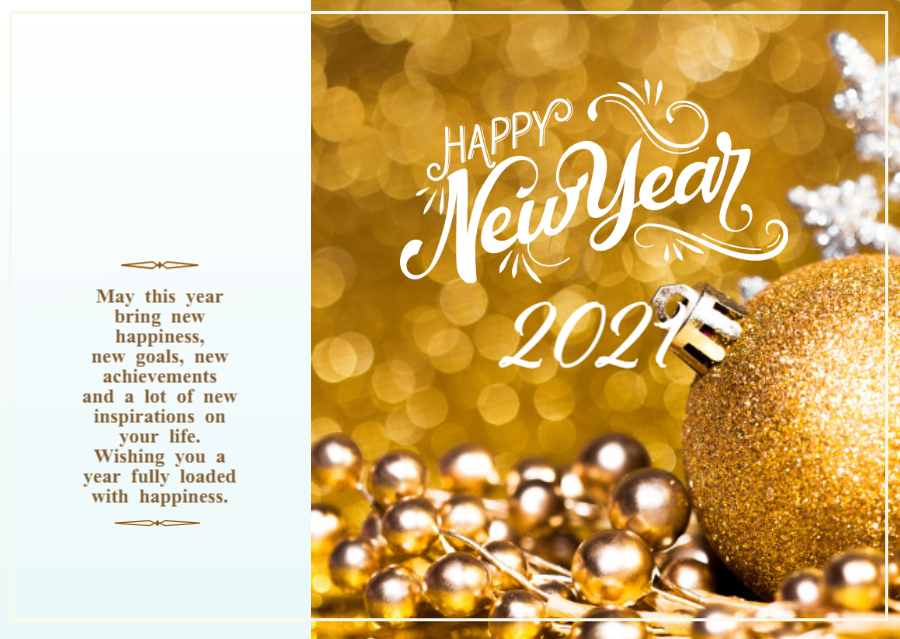 HAPPY
New Year
2021
May this year
bring new
happiness,
new goals, new
achievements
and a lot of new
inspirations on
your life.
Wishing you a
year fully loaded
with happiness.